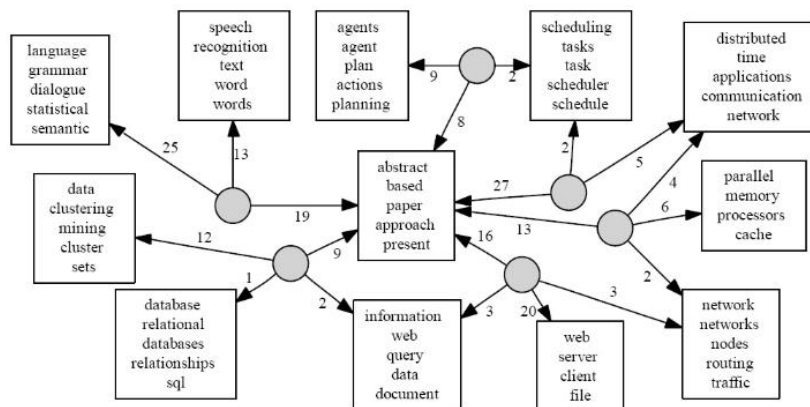 language
grammar
dialogue
statistical
semantic
speech
recognition
text
word
words
agents
agent
plan
actions
planning
scheduling
tasks
task
scheduler
schedule
distributed
time
applications
communication
network
9
2
8
25
13
2
5
27
4
19
data
clustering
mining
cluster
sets
abstract
based
paper
approach
present
parallel
memory
processors
cache
6
13
12
9
16
1
2
3
20
3
2
database
relational
databases
relationships
sql
information
web
query
data
document
web
server
client
file
network
networks
nodes
routing
traffic